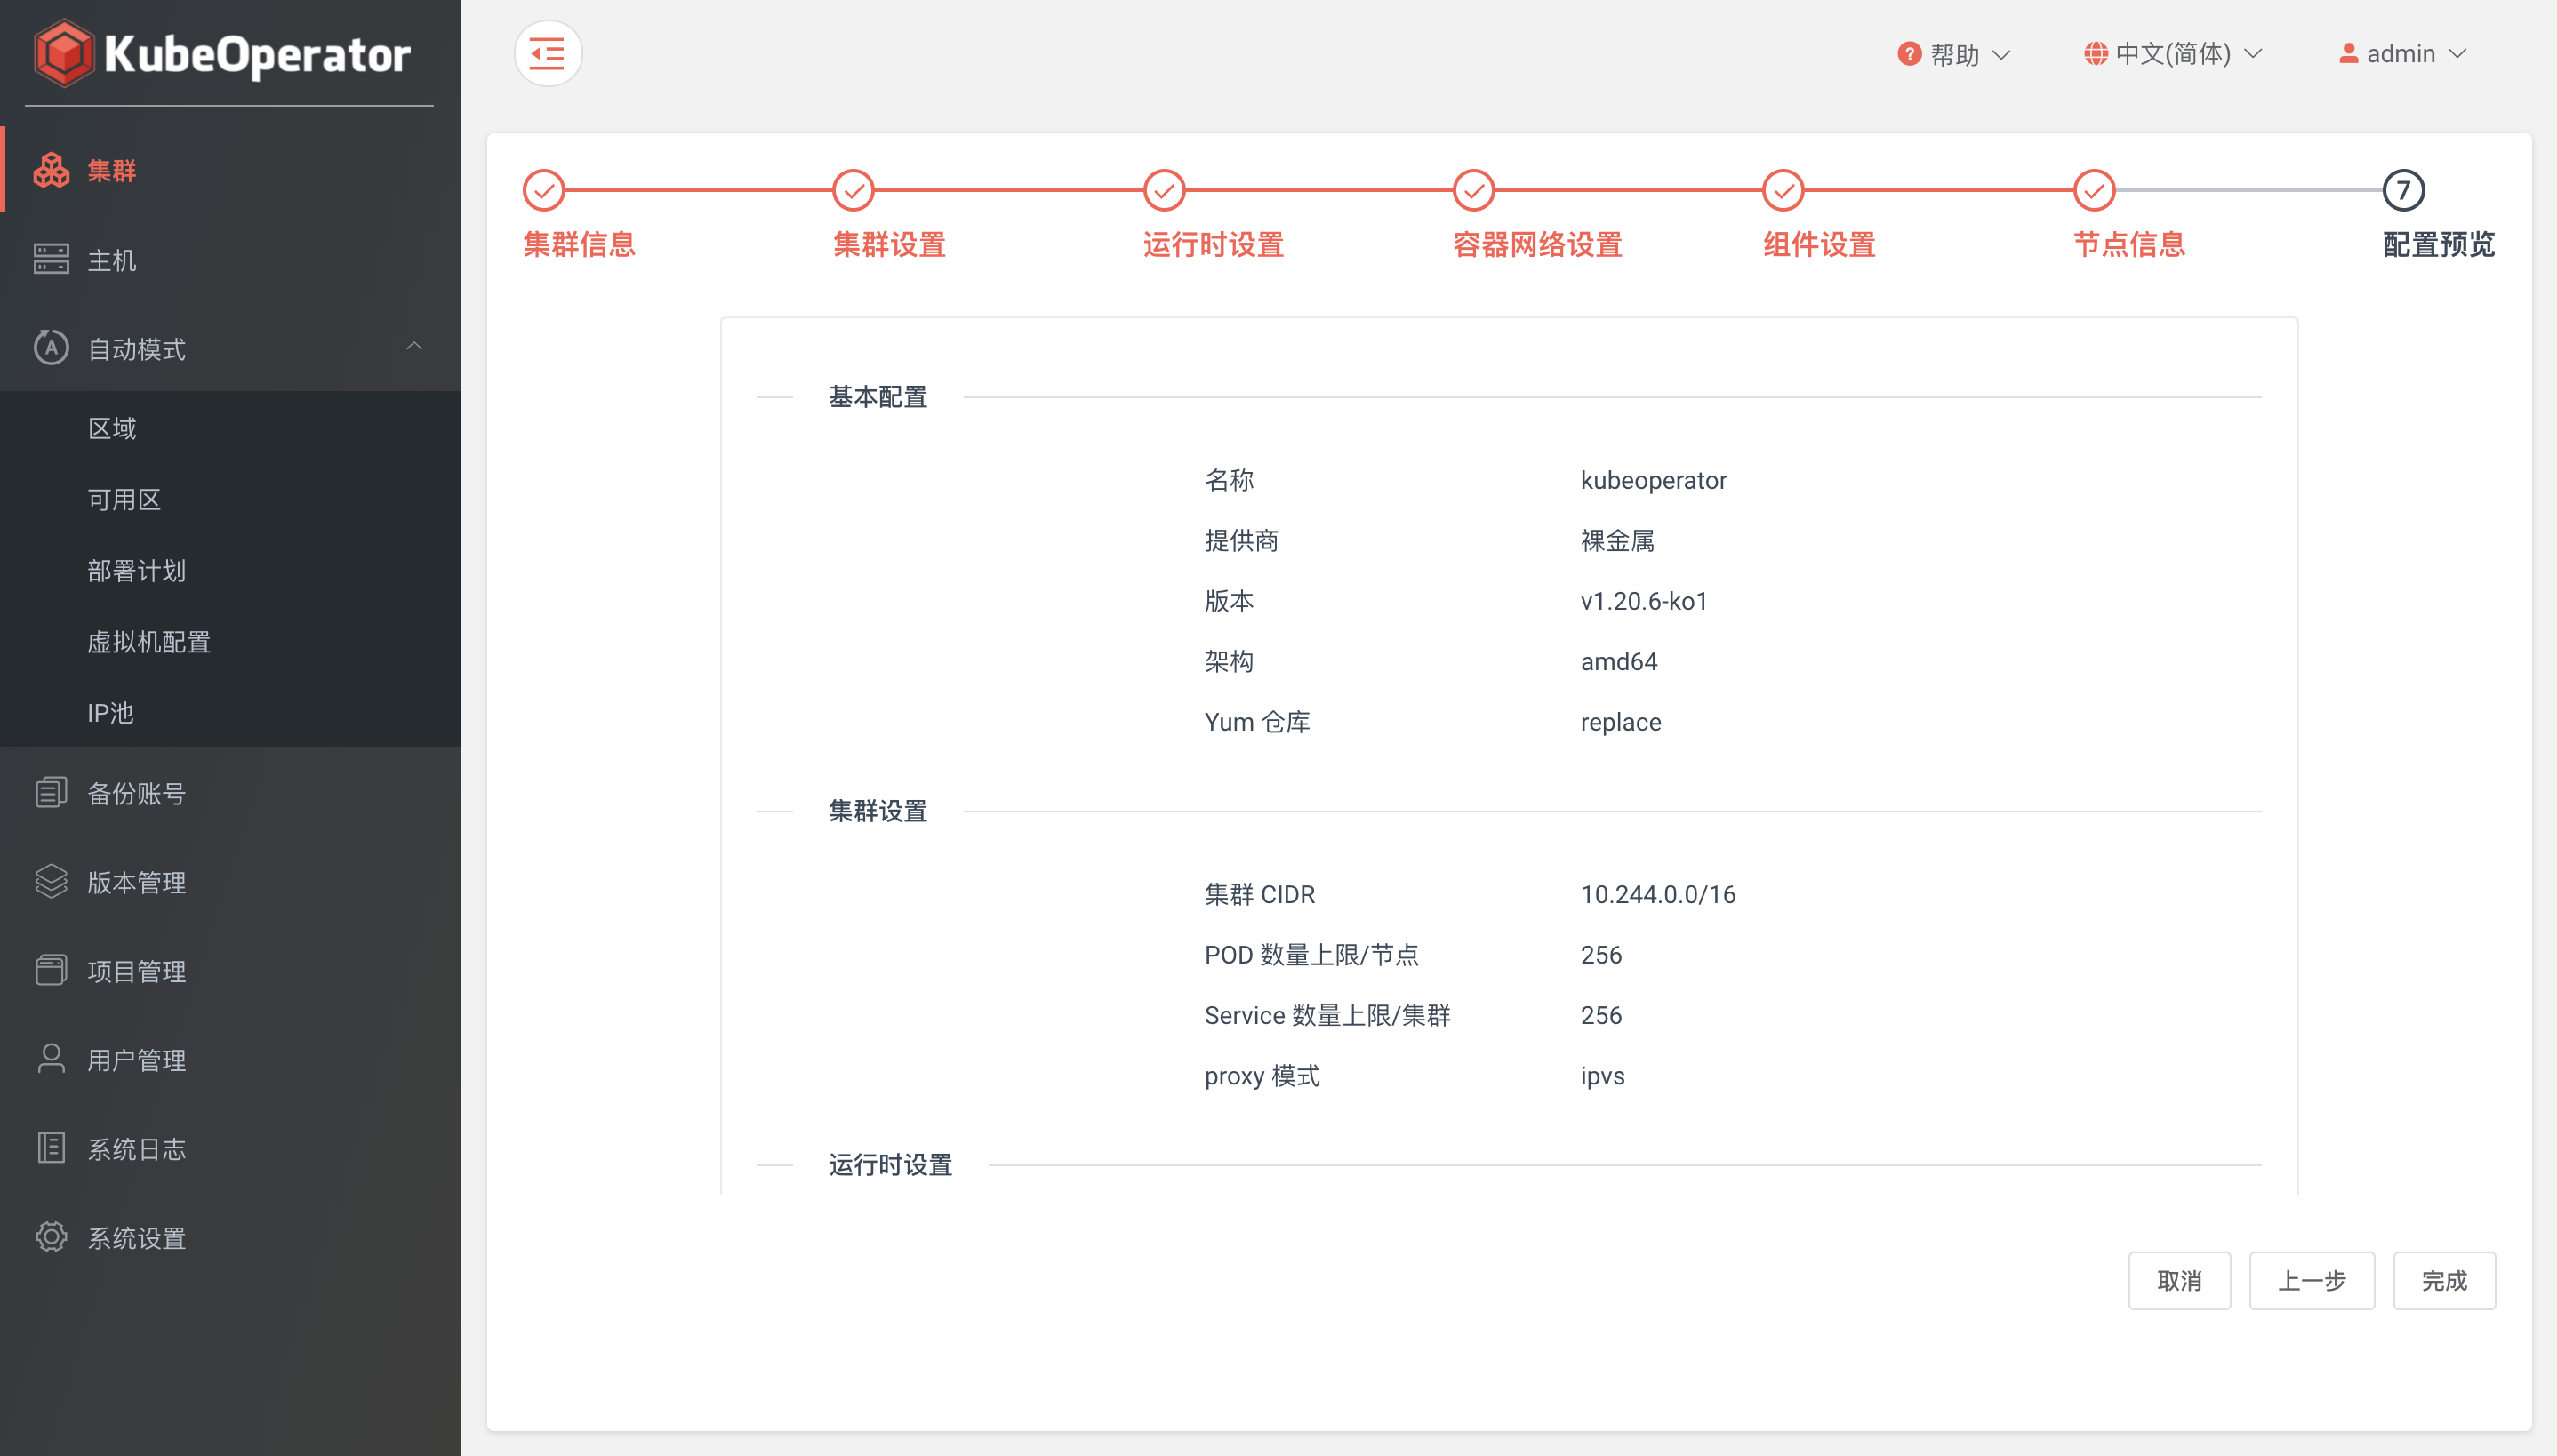 KubeOperator
集群
主机
自动模式
区域
可用区
部署计划
虚拟机配置
IP池
备份账号
版本管理
项目管理
用户管理
系统日志
系统设置
帮助
中文(简体)
admin
集群信息
集群设置
运行时设置
容器网络设置
组件设置
节点信息
7
配置预览
基本配置
名称 kubeoperator
提供商 裸金属
版本 v1.20.6-ko1
架构 amd64
Yum 仓库 replace
集群设置
集群 CIDR 10.244.0.0/16
POD 数量上限/节点 256
Service 数量上限/集群 256
proxy 模式 ipvs
运行时设置
取消
上一步
完成